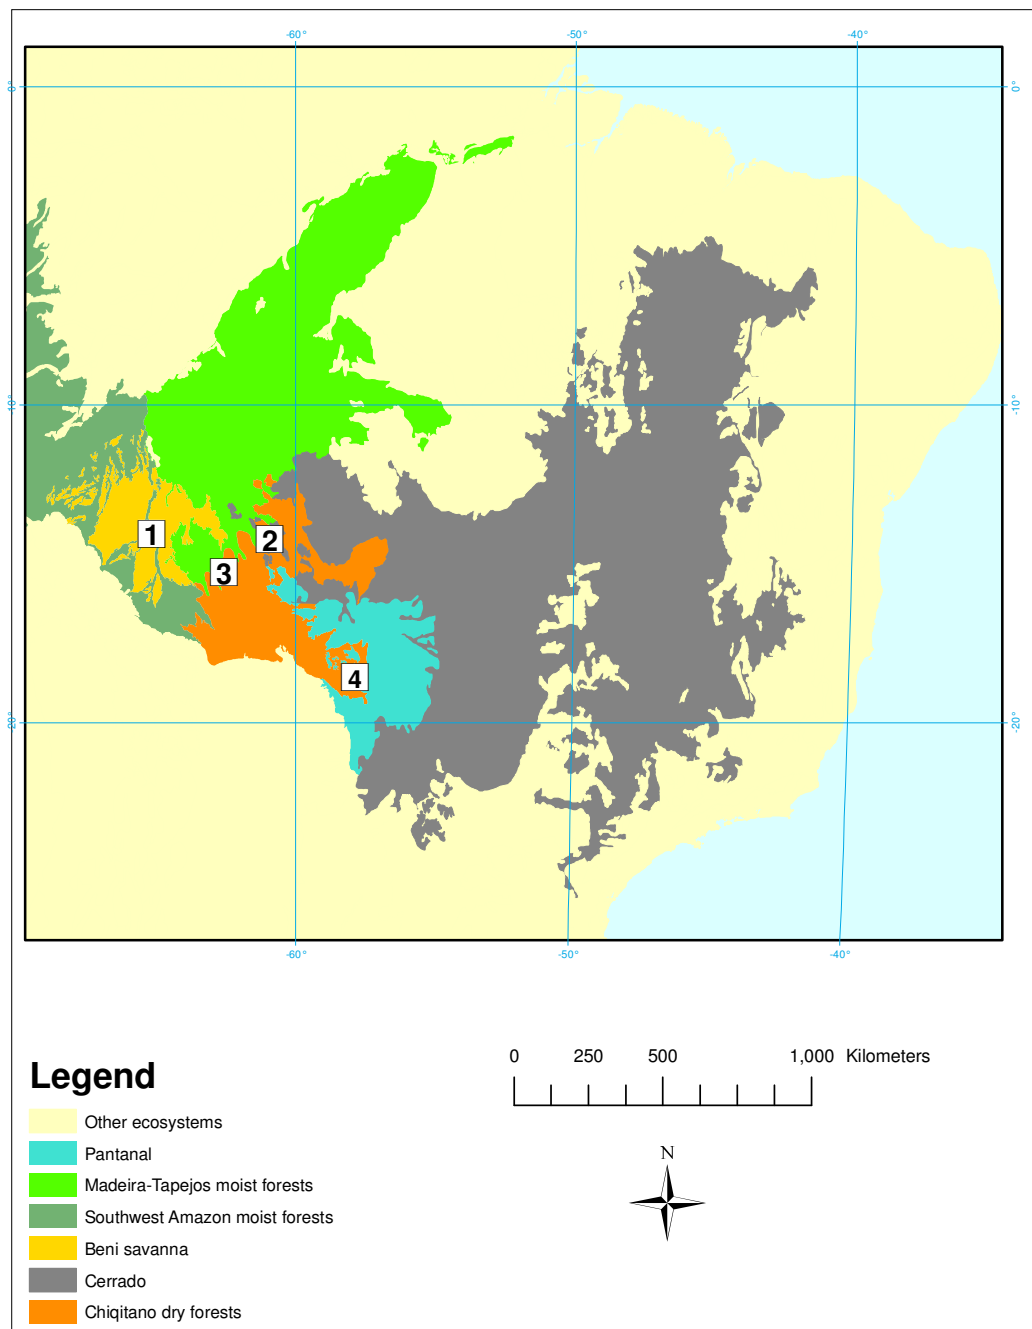 -60° -50° -40°
0° 0°
-10° -10°
1 2
3
4
-20° -20°
-60° -50° -40°
0 250 500 1,000 Kilometers
Legend
Other ecosystems
Pantanal
Madeira-Tapejos moist forests
Southwest Amazon moist forests
Beni savanna
Cerrado
Chiqitano dry forests
N